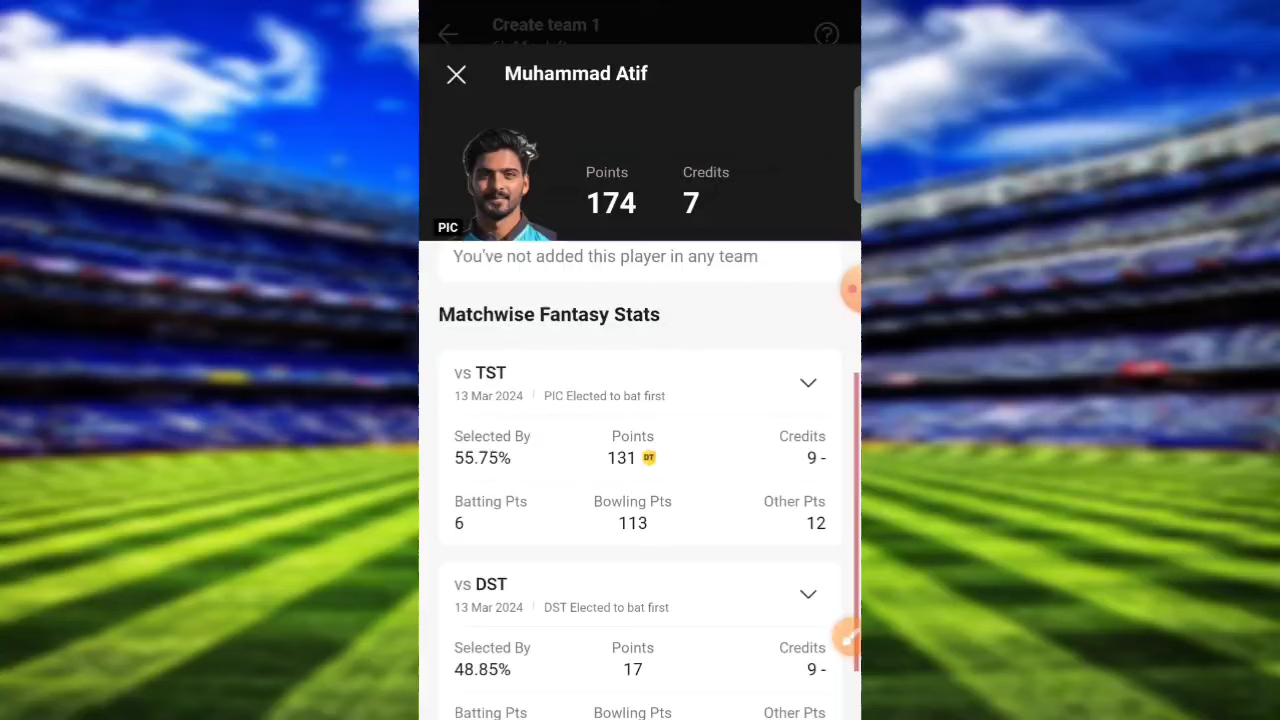 Create team 1
Muhammad Atif
Points
Credits
174
7
PIC
You've not added this player in any team
Matchwise Fantasy Stats
vs TST
13 Mar 2024 | PIC Elected to bat first
Selected By
Points
Credits
55.75%
131 DT
9 -
Batting Pts
Bowling Pts
Other Pts
6
113
12
vs DST
13 Mar 2024 | DST Elected to bat first
Selected By
Points
Credits
48.85%
17
9 -
Batting Pts
Bowling Pts
Other Pts